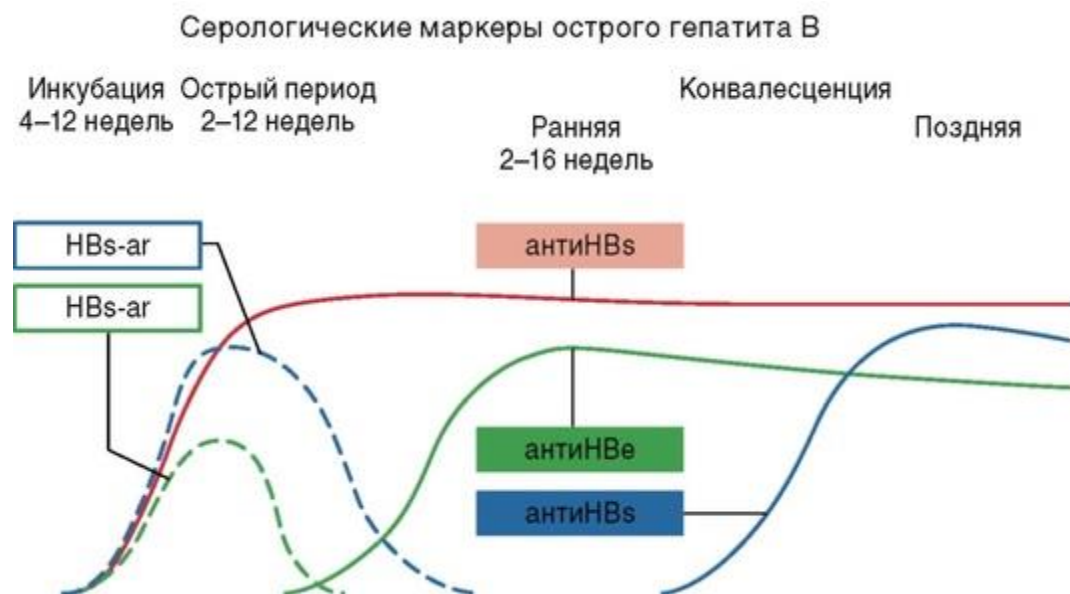 Серологические маркеры острого гепатита В
Инкубация
4–12 недель
Острый период
2–12 недель
Конвалесценция
Ранняя
2–16 недель
Поздняя
HBs-аг
HBs-аг
антиHBs
антиHBe
антиHBs